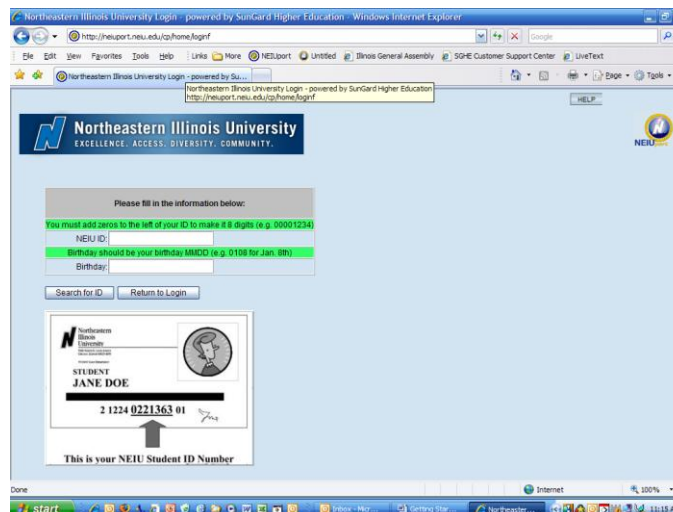 Northeastern Illinois University Login - powered by SunGard Higher Education - Windows Internet Explorer
http://neiuport.neiu.edu/cp/home/loginf
Google
File Edit View Favorites Tools Help Links More NEIUport Untitled Illinois General Assembly SGHE Customer Support Center LiveText
Northeastern Illinois University Login - powered by Su...
Page Tools
Northeastern Illinois University Login - powered by SunGard Higher Education
http://neiuport.neiu.edu/cp/home/loginf
HELP
Northeastern Illinois University
EXCELLENCE. ACCESS. DIVERSITY. COMMUNITY.
NEIUport
Please fill in the information below:
You must add zeros to the left of your ID to make it 8 digits (e.g. 00001234)
NEIU ID:
Birthday should be your birthday MMDD (e.g. 0108 for Jan. 8th)
Birthday:
Search for ID Return to Login
Northeastern
Illinois
University
STUDENT
JANE DOE
2 1224 0221363 01
This is your NEIU Student ID Number
Done Internet 100%
start Inbox - Micr... Getting Star... Northeaster... 11:15 A